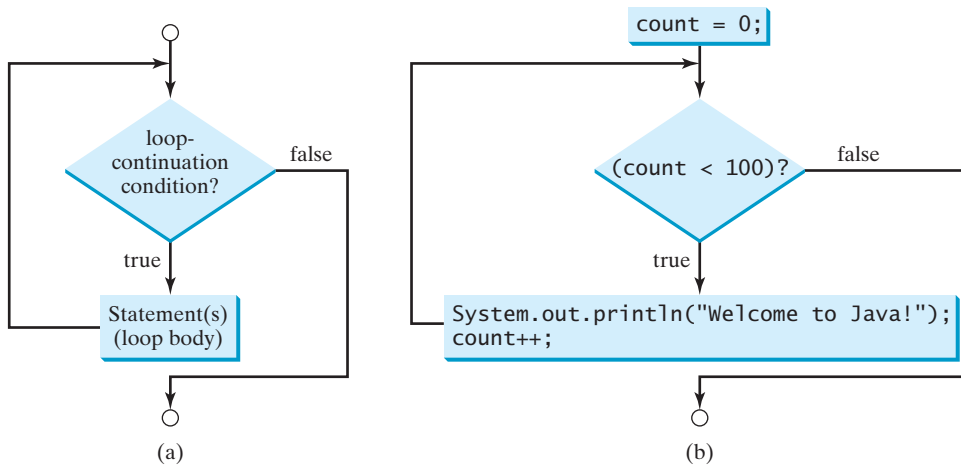 loop-
continuation
condition?
false
true
Statement(s)
(loop body)
(a)
count = 0;
(count < 100)?
false
true
System.out.println("Welcome to Java!");
count++;
(b)